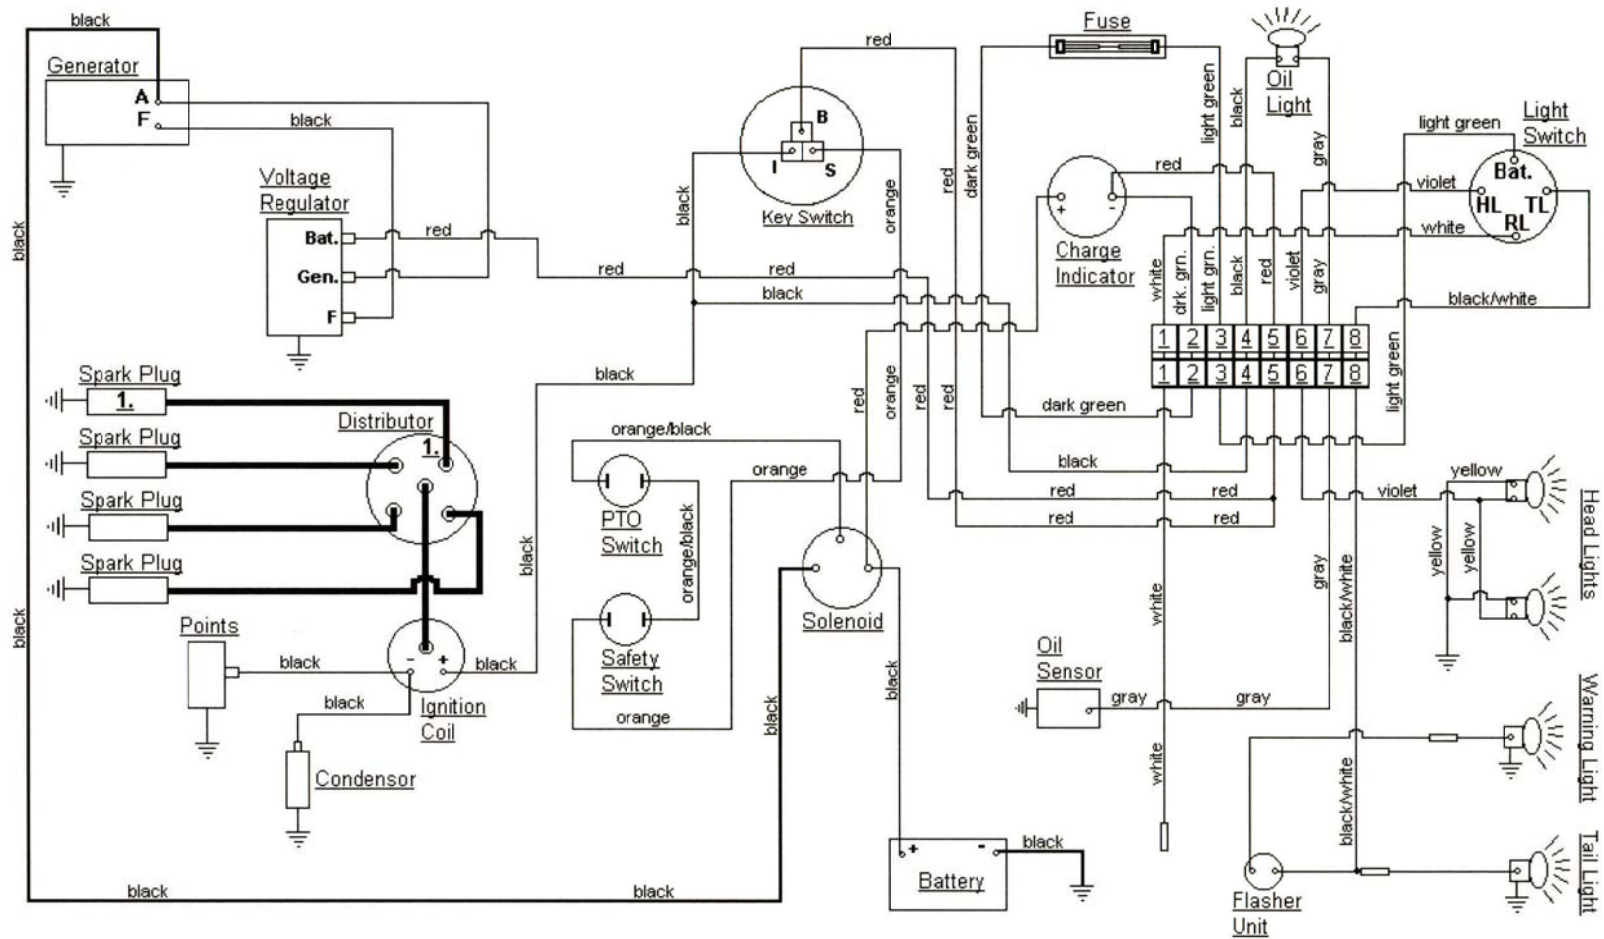 black
Generator
A
F
black
black
Voltage
Regulator
Bat.
Gen.
F
red
red
red
black
black
red
B
I
S
Key Switch
black
orange
red
dark green
Fuse
light green
black
Oil
Light
gray
light green
Light
Switch
Bat.
HL
TL
RL
violet
white
black/white
red
+
-
Charge
Indicator
white
drk. grn.
light grn.
black
red
violet
gray
1 2 3 4 5 6 7 8
1 2 3 4 5 6 7 8
light green
dark green
black
red
red
red
red
red
orange
red
red
Spark Plug
1.
Spark Plug
Spark Plug
Spark Plug
Distributor
1.
Points
black
black
- +
black
Ignition
Coil
Condensor
black
orange/black
PTO
Switch
orange/black
orange
Safety
Switch
orange
Solenoid
black
black
black
black
black
+ -
Battery
black
Oil
Sensor
gray
gray
white
white
gray
black/white
black/white
violet
yellow
yellow
yellow
Head Lights
Warning Light
Tail Light
Flasher
Unit